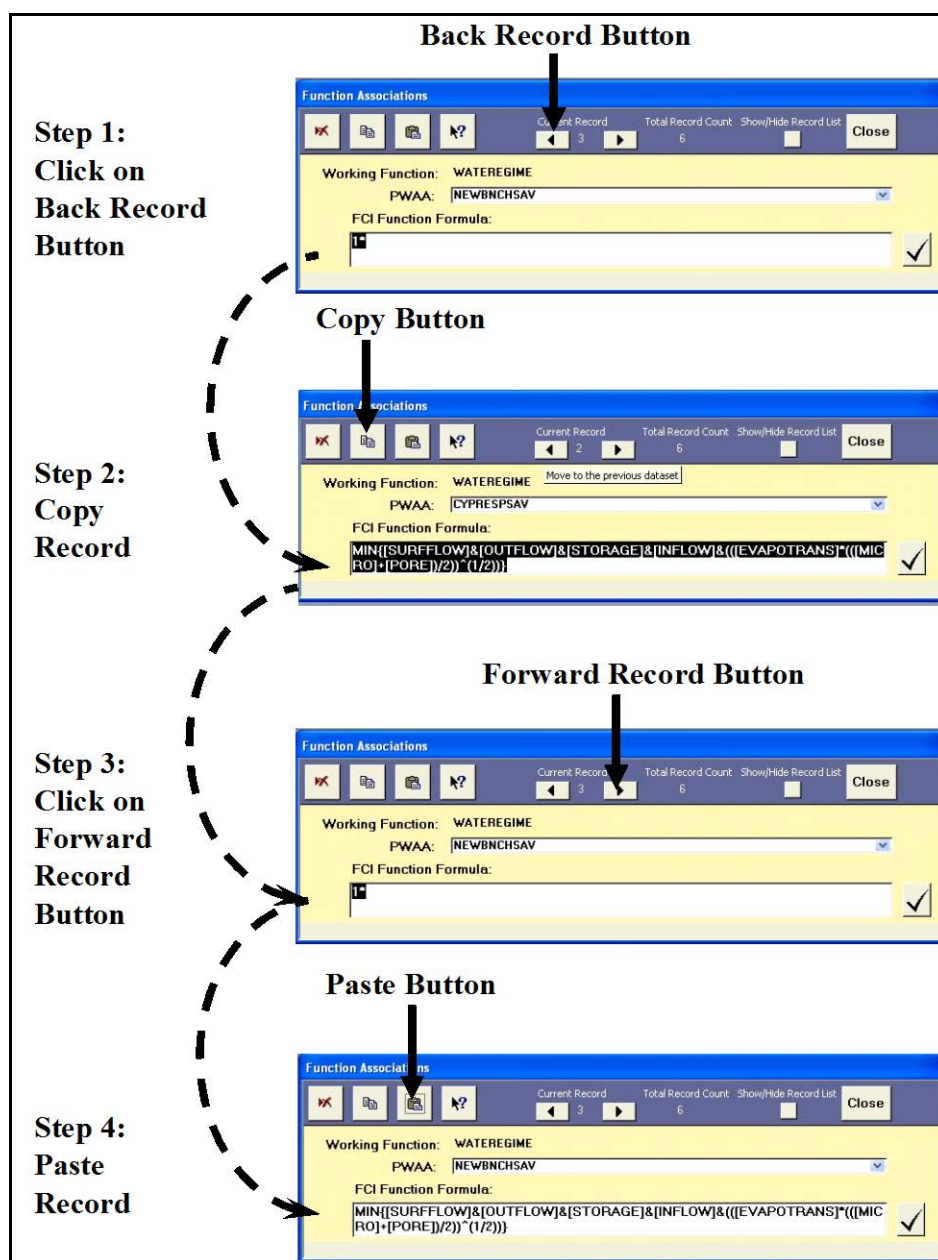 Back Record Button
Step 1:
Click on
Back Record
Button
Function Associations
Current Record
3
Total Record Count
6
Show/Hide Record List
Close
Working Function: WATEREGIME
PWAA: NEWBNCHSAV
FCI Function Formula:
1*
Copy Button
Step 2:
Copy
Record
Function Associations
Current Record
2
Total Record Count
6
Show/Hide Record List
Close
Move to the previous dataset
Working Function: WATEREGIME
PWAA: CYPRESPSAV
FCI Function Formula:
MIN{[SURFFLOW]&[OUTFLOW]&[STORAGE]&[INFLOW]&(([EVAPOTRANS]*(([MIC
RO]+[PORE])/2))^(1/2))}
Forward Record Button
Step 3:
Click on
Forward
Record
Button
Function Associations
Current Record
3
Total Record Count
6
Show/Hide Record List
Close
Working Function: WATEREGIME
PWAA: NEWBNCHSAV
FCI Function Formula:
1*
Paste Button
Step 4:
Paste
Record
Function Associations
Current Record
3
Total Record Count
6
Show/Hide Record List
Close
Working Function: WATEREGIME
PWAA: NEWBNCHSAV
FCI Function Formula:
MIN{[SURFFLOW]&[OUTFLOW]&[STORAGE]&[INFLOW]&(([EVAPOTRANS]*(([MIC
RO]+[PORE])/2))^(1/2))}